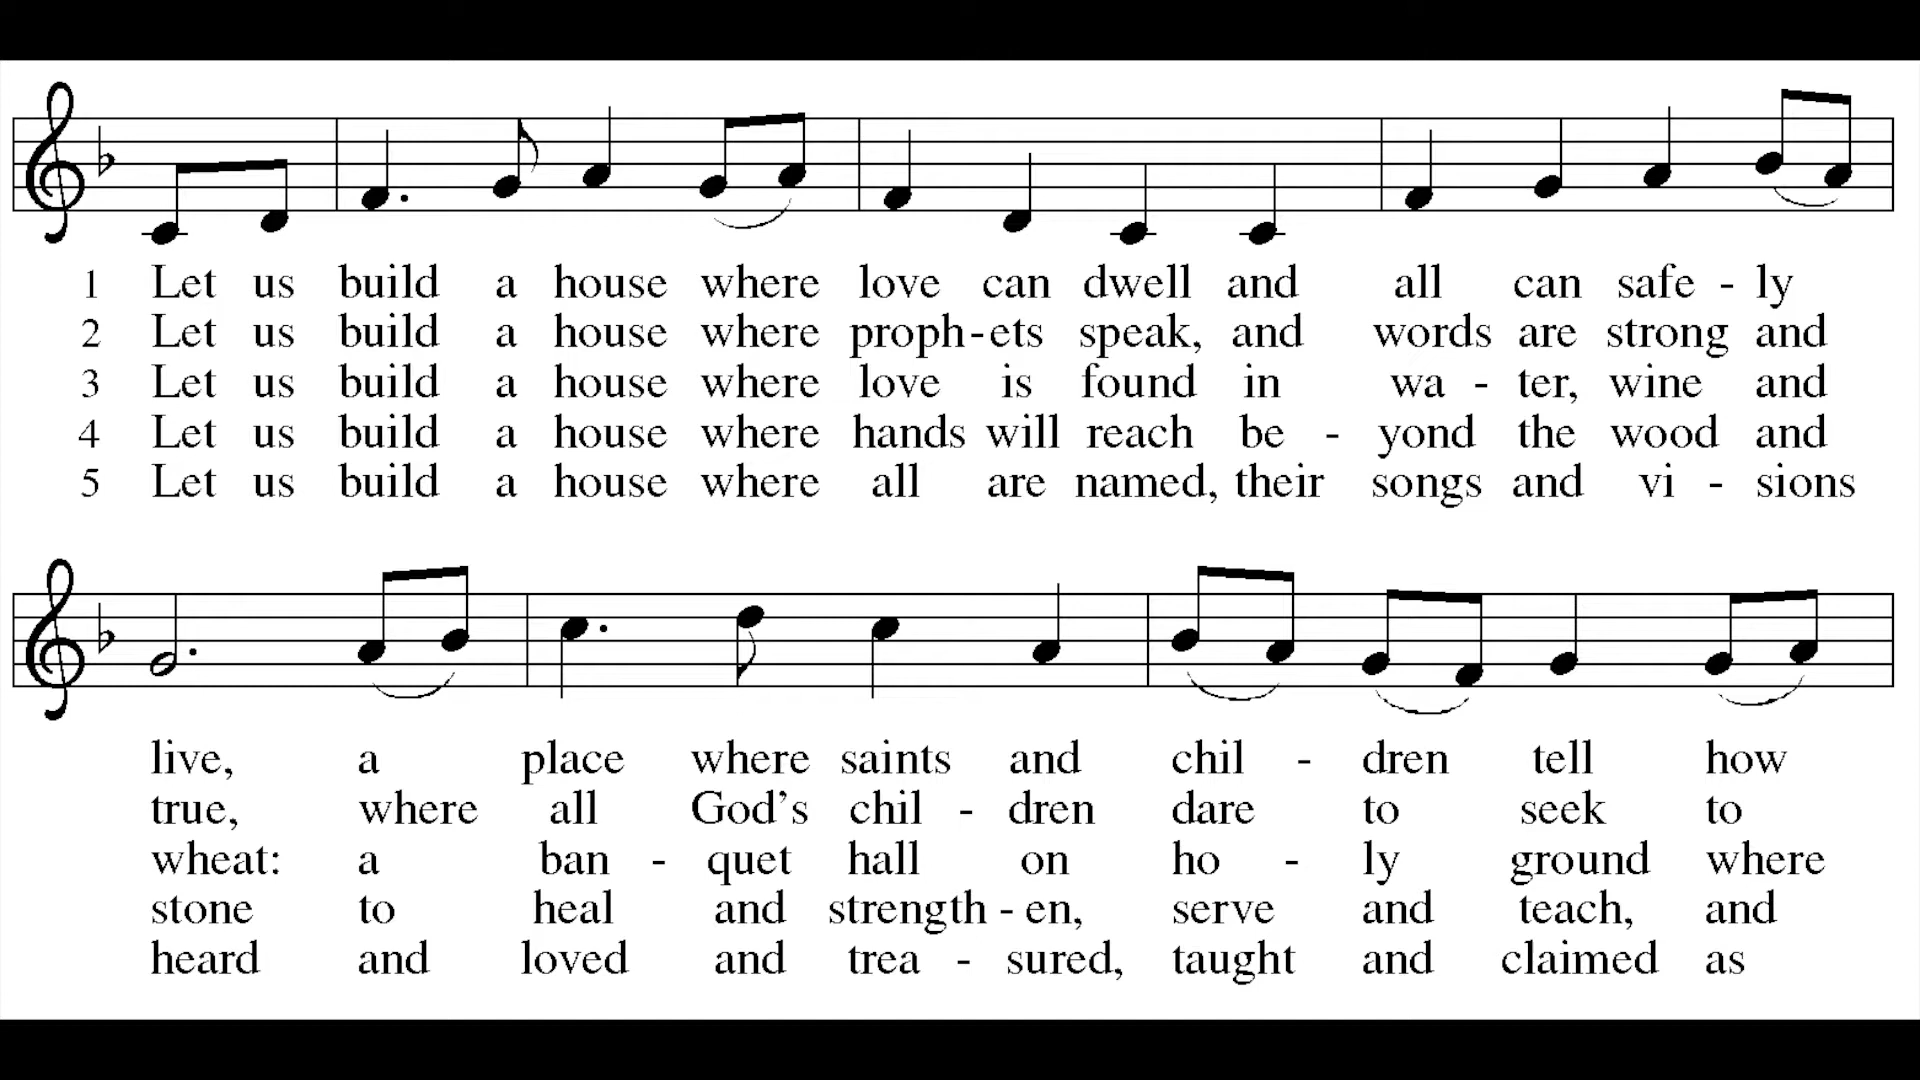 1 Let us build a house where love can dwell and all can safe - ly
2 Let us build a house where proph-ets speak, and words are strong and
3 Let us build a house where love is found in wa - ter, wine and
4 Let us build a house where hands will reach be - yond the wood and
5 Let us build a house where all are named, their songs and vi - sions
live, a place where saints and chil - dren tell how
true, where all God's chil - dren dare to seek to
wheat: a ban - quet hall on ho - ly ground where
stone to heal and strength - en, serve and teach, and
heard and loved and trea - sured, taught and claimed as